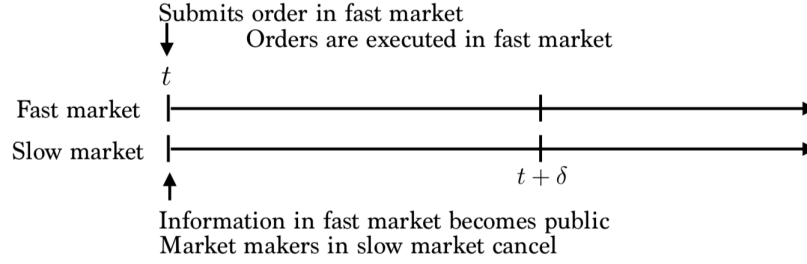 Submits order in fast market
Orders are executed in fast market
t
Fast market
Slow market
t + δ
Information in fast market becomes public
Market makers in slow market cancel